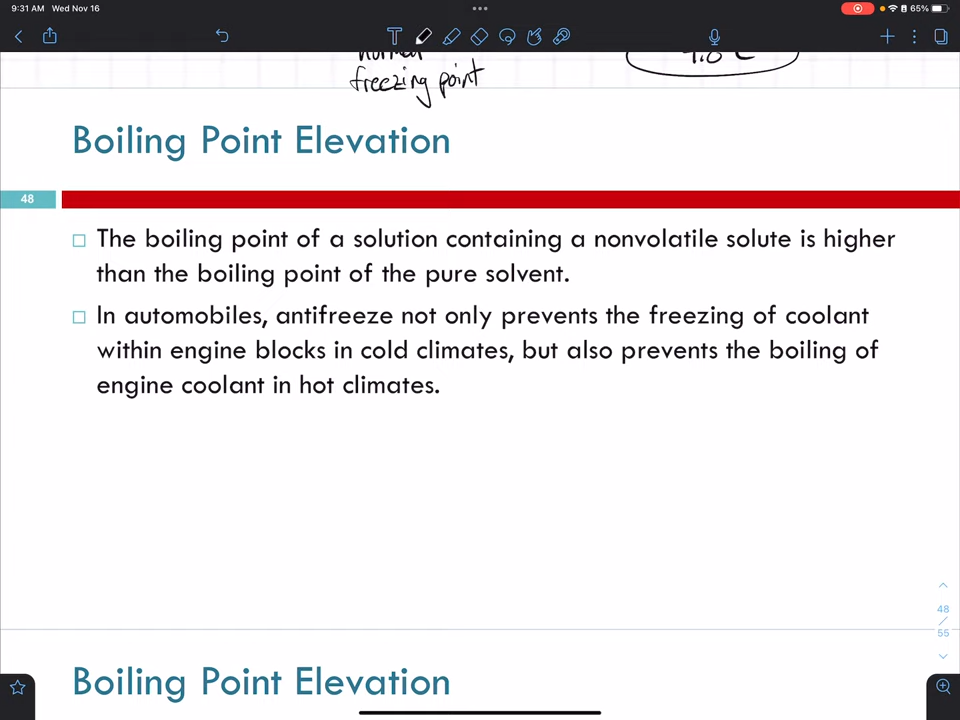 9:31 AM Wed Nov 16
65%
T
freezing point
Boiling Point Elevation
48
The boiling point of a solution containing a nonvolatile solute is higher
than the boiling point of the pure solvent.
In automobiles, antifreeze not only prevents the freezing of coolant
within engine blocks in cold climates, but also prevents the boiling of
engine coolant in hot climates.
48
/
55
Boiling Point Elevation